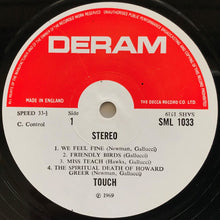 DERAM
MADE IN ENGLAND
THE DECCA RECORD CO. LTD.
SPEED 33⅓
Side
SML 1033
C. Control
1
STEREO
1. WE FEEL FINE (Newman, Gallucci)
2. FRIENDLY BIRDS (Gallucci)
3. MISS TEACH (Hawks, Gallucci)
4. THE SPIRITUAL DEATH OF HOWARD
GREER (Newman, Gallucci)
TOUCH
℗ 1969